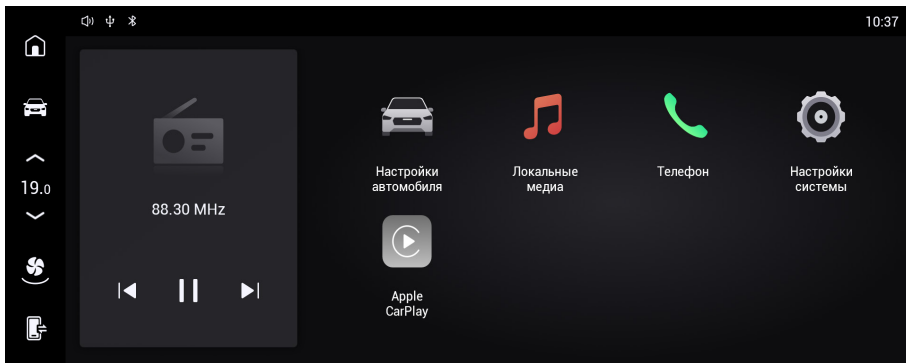 10:37
19.0
88.30 MHz
Настройки
автомобиля
Локальные
медиа
Телефон
Настройки
системы
Apple
CarPlay